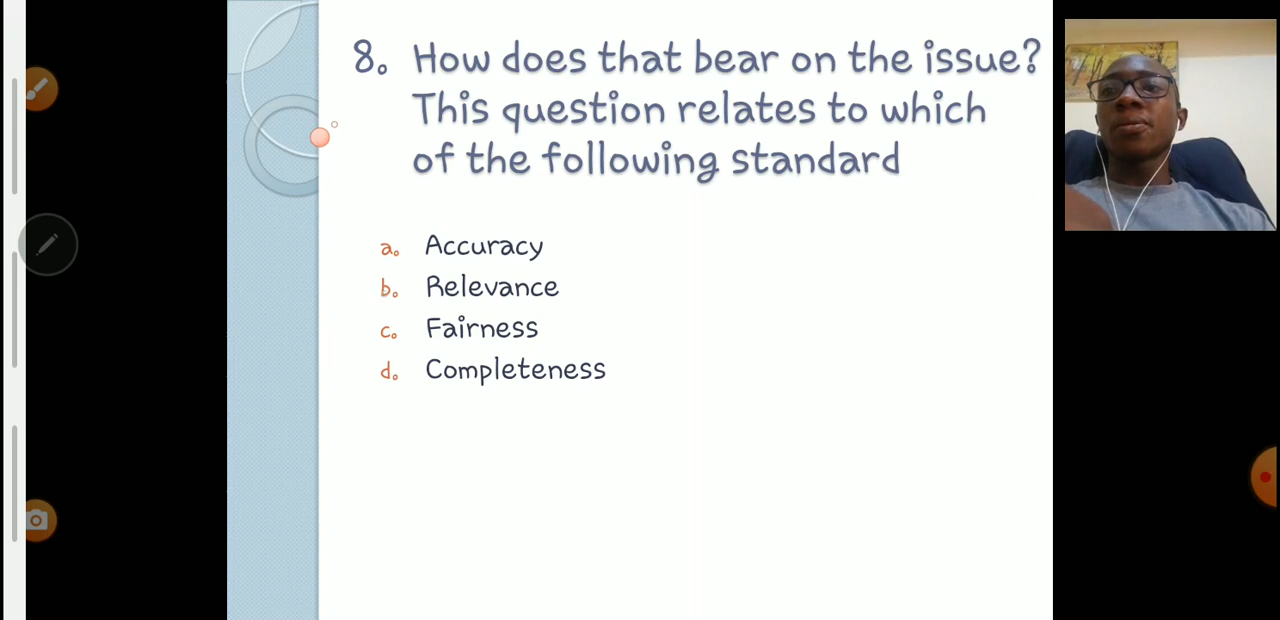 8. How does that bear on the issue?
This question relates to which
of the following standard
a. Accuracy
b. Relevance
c. Fairness
d. Completeness